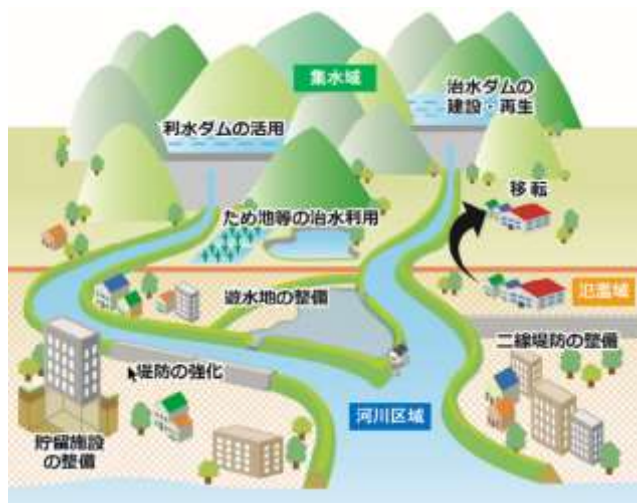 集水域
治水ダムの
建設・再生
利水ダムの活用
移転
ため池等の治水利用
遊水地の整備
氾濫域
二線堤防の整備
堤防の強化
河川区域
貯留施設
の整備